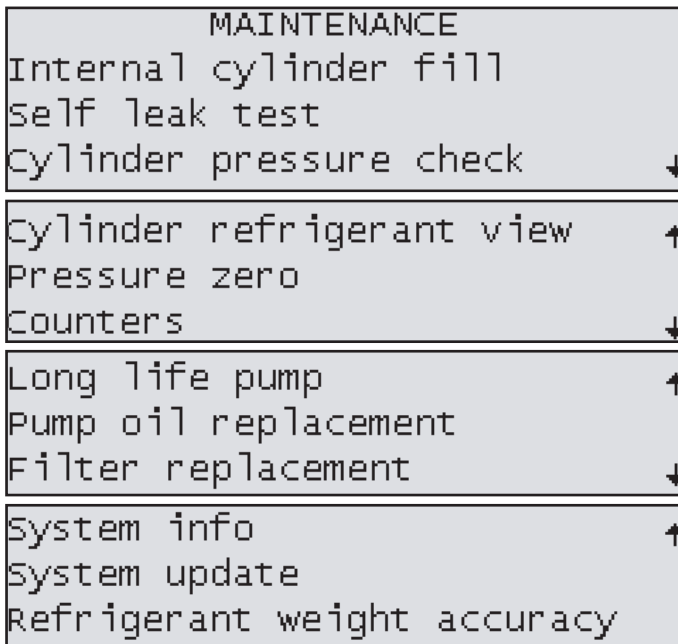 MAINTENANCE
Internal cylinder fill
Self leak test
Cylinder pressure check
Cylinder refrigerant view
Pressure zero
Counters
Long life pump
Pump oil replacement
Filter replacement
System info
System update
Refrigerant weight accuracy